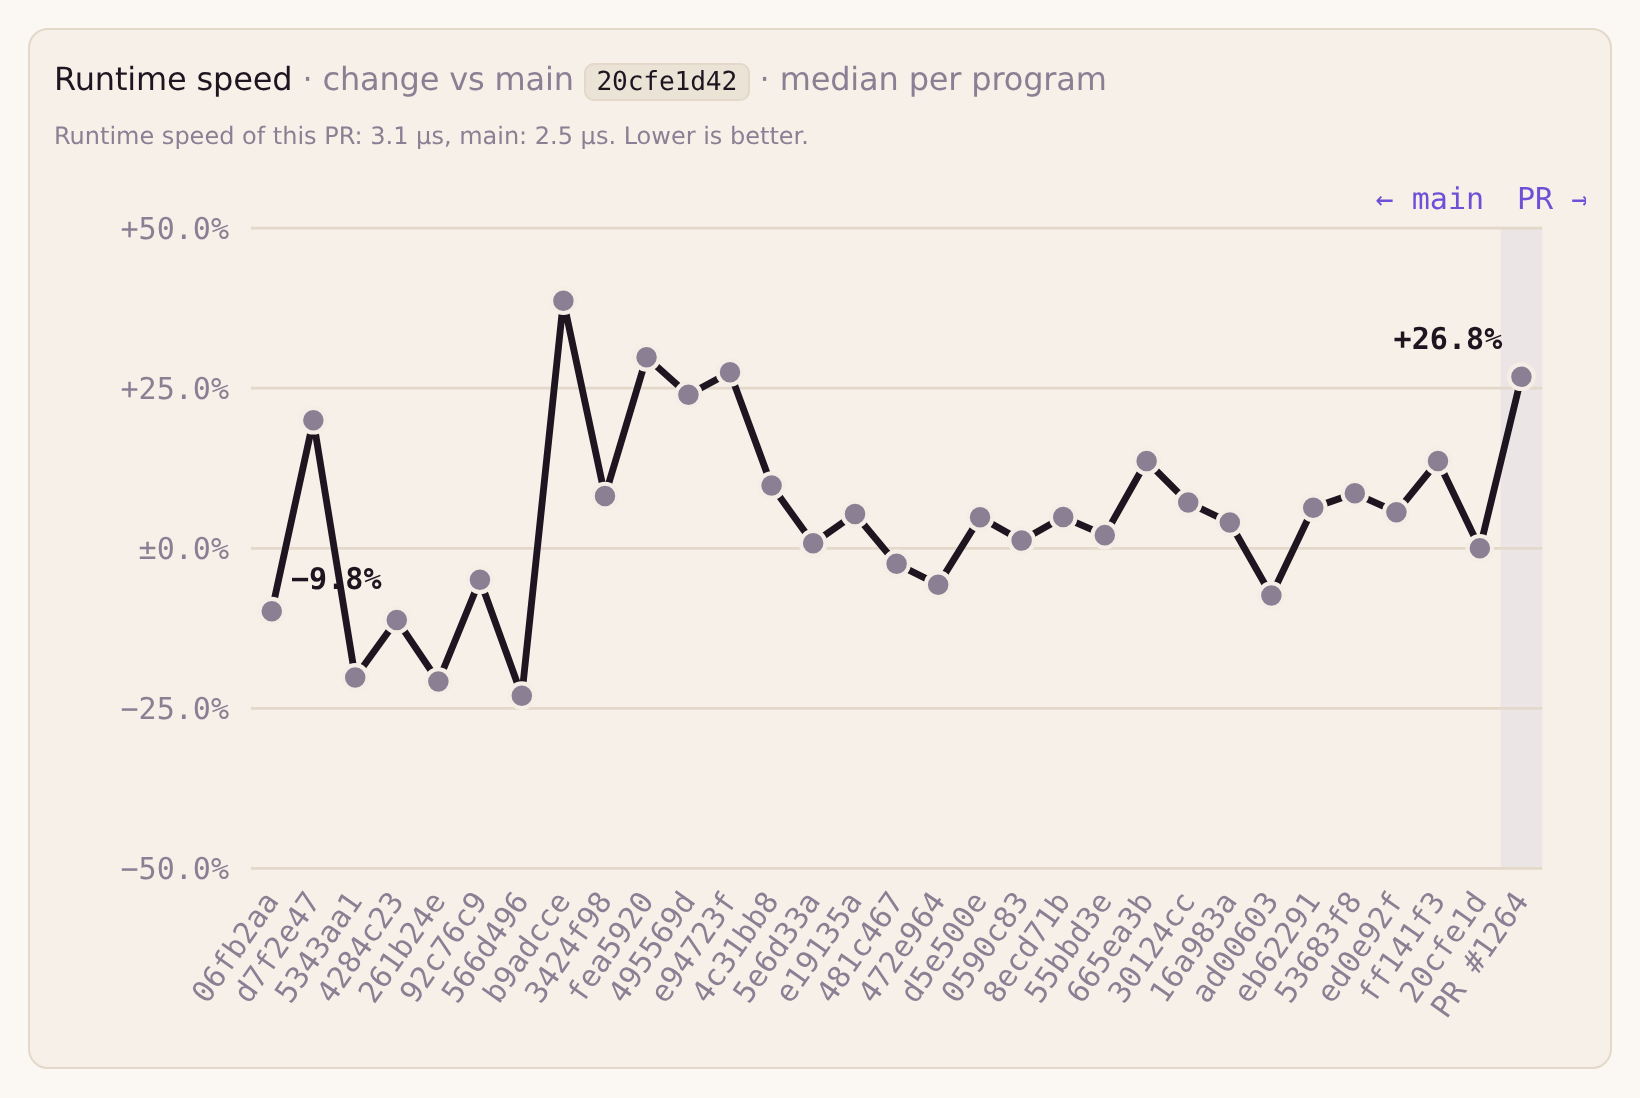 Runtime speed · change vs main 20cfe1d42 · median per program
Runtime speed of this PR: 3.1 µs, main: 2.5 µs. Lower is better.
← main PR →
+50.0%
+25.0%
±0.0%
−25.0%
−50.0%
+26.8%
−9.8%
06fb2aa
d7f2e47
5343aa1
4284c23
261b24e
92c76c9
566d496
b9adcce
3424f98
fea5920
495569d
e94723f
4c31bb8
5e6d33a
e19135a
481c467
472e964
d5e500e
0590c83
8ecd71b
55bbd3e
665ea3b
30124cc
16a983a
ad00603
eb62291
53683f8
ed0e92f
ff141f3
20cfe1d
PR #1264